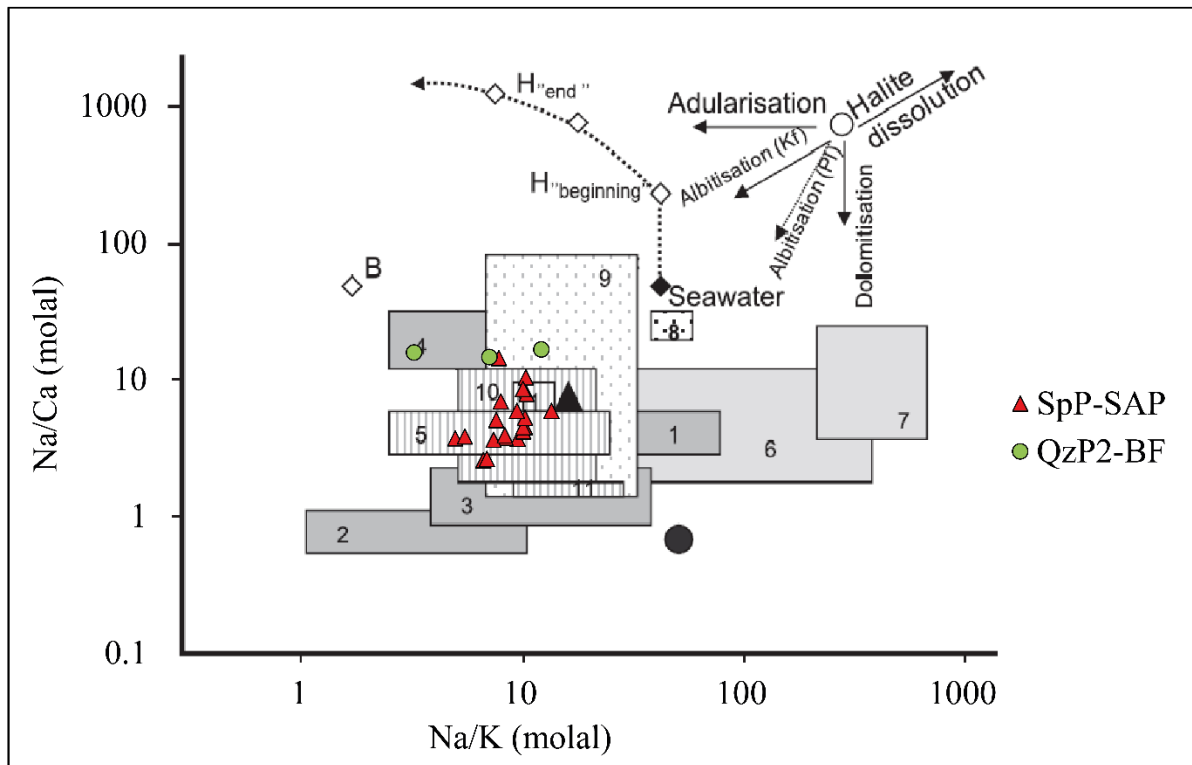 Na/Ca (molal)
1000
100
10
1
0.1
1
10
100
1000
Na/K (molal)
H"end"
H"beginning"
B
Seawater
Adularisation
Halite
dissolution
Albitisation (Kf)
Albitisation (Pl)
Dolomitisation
9
8
4
10
7
5
1
6
11
3
2
SpP-SAP
QzP2-BF